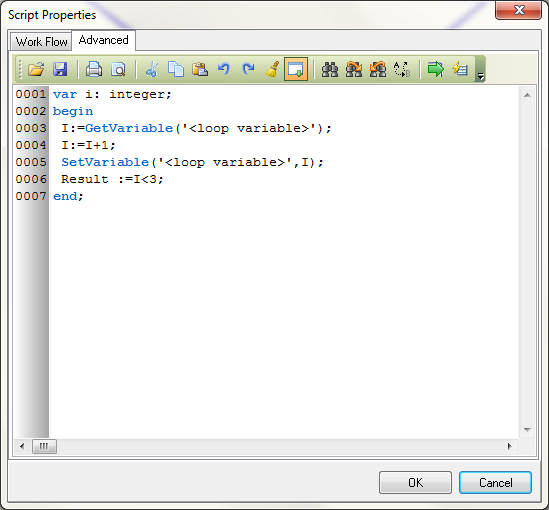 Script Properties
Work Flow Advanced
0001 var i: integer;
0002 begin
0003 I:=GetVariable('<loop variable>');
0004 I:=I+1;
0005 SetVariable('<loop variable>',I);
0006 Result :=I<3;
0007 end;
OK Cancel